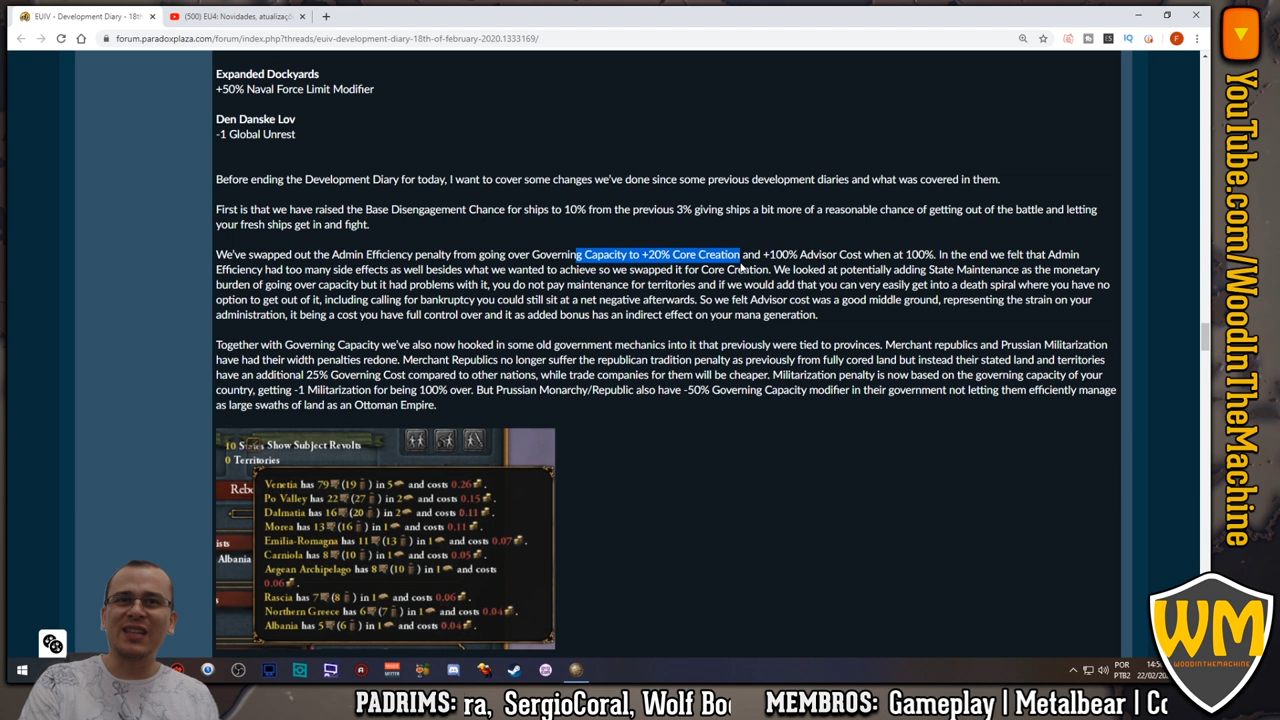 EUIV - Development Diary - 18th
(500) EU4: Novidades, atualizaçõ
forum.paradoxplaza.com/forum/index.php?threads/euiv-development-diary-18th-of-february-2020.1333169/
Expanded Dockyards
+50% Naval Force Limit Modifier
Den Danske Lov
-1 Global Unrest
Before ending the Development Diary for today, I want to cover some changes we've done since some previous development diaries and what was covered in them.
First is that we have raised the Base Disengagement Chance for ships to 10% from the previous 3% giving ships a bit more of a reasonable chance of getting out of the battle and letting
your fresh ships get in and fight.
We've swapped out the Admin Efficiency penalty from going over Governing Capacity to +20% Core Creation and +100% Advisor Cost when at 100%. In the end we felt that Admin
Efficiency had too many side effects as well besides what we wanted to achieve so we swapped it for Core Creation. We looked at potentially adding State Maintenance as the monetary
burden of going over capacity but it had problems with it, you do not pay maintenance for territories and if we would add that you can very easily get into a death spiral where you have no
option to get out of it, including calling for bankruptcy you could still sit at a net negative afterwards. So we felt Advisor cost was a good middle ground, representing the strain on your
administration, it being a cost you have full control over and it as added bonus has an indirect effect on your mana generation.
Together with Governing Capacity we've also now hooked in some old government mechanics into it that previously were tied to provinces. Merchant republics and Prussian Militarization
have had their width penalties redone. Merchant Republics no longer suffer the republican tradition penalty as previously from fully cored land but instead their stated land and territories
have an additional 25% Governing Cost compared to other nations, while trade companies for them will be cheaper. Militarization penalty is now based on the governing capacity of your
country, getting -1 Militarization for being 100% over. But Prussian Monarchy/Republic also have -50% Governing Capacity modifier in their government not letting them efficiently manage
as large swaths of land as an Ottoman Empire.
10 States Show Subject Revolts
0 Territories
Rebe
Venetia has 79 (19 ) in 5 and costs 0.26 .
Po Valley has 22 (27 ) in 2 and costs 0.15 .
Dalmatia has 16 (20 ) in 2 and costs 0.11 .
Morea has 13 (16 ) in 1 and costs 0.11 .
Emilia-Romagna has 11 (13 ) in 1 and costs 0.07 .
ists
Carniola has 8 (10 ) in 1 and costs 0.05 .
Albania
Aegean Archipelago has 8 (10 ) in 1 and costs
0.06 .
Rascia has 7 (8 ) in 1 and costs 0.06 .
Northern Greece has 6 (7 ) in 1 and costs 0.04 .
Albania has 5 (6 ) in 1 and costs 0.04 .
YouTube.com/WoodInTheMachine
WM
WOODINTHEMACHINE
POR
PTB2
14:5
22/02/20
PADRIMS: ra, SergioCoral, Wolf Boo
MEMBROS: Gameplay | Metalbear | Co